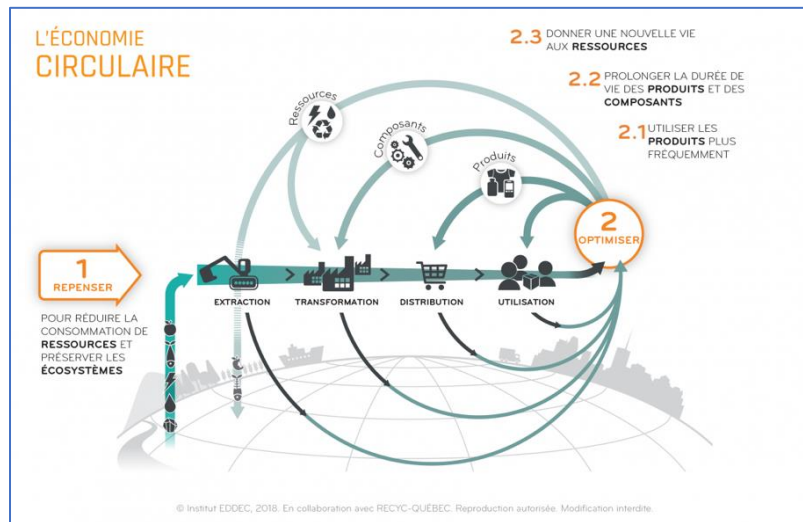 L'ÉCONOMIE
CIRCULAIRE
2.3 DONNER UNE NOUVELLE VIE
AUX RESSOURCES
2.2 PROLONGER LA DURÉE DE
VIE DES PRODUITS ET DES
COMPOSANTS
2.1 UTILISER LES
PRODUITS PLUS
FRÉQUEMMENT
Ressources
Composants
Produits
2
OPTIMISER
1
REPENSER
POUR RÉDUIRE LA
CONSOMMATION DE
RESSOURCES ET
PRÉSERVER LES
ÉCOSYSTÈMES
EXTRACTION
TRANSFORMATION
DISTRIBUTION
UTILISATION
© Institut EDDEC, 2018. En collaboration avec RECYC-QUÉBEC. Reproduction autorisée. Modification interdite.